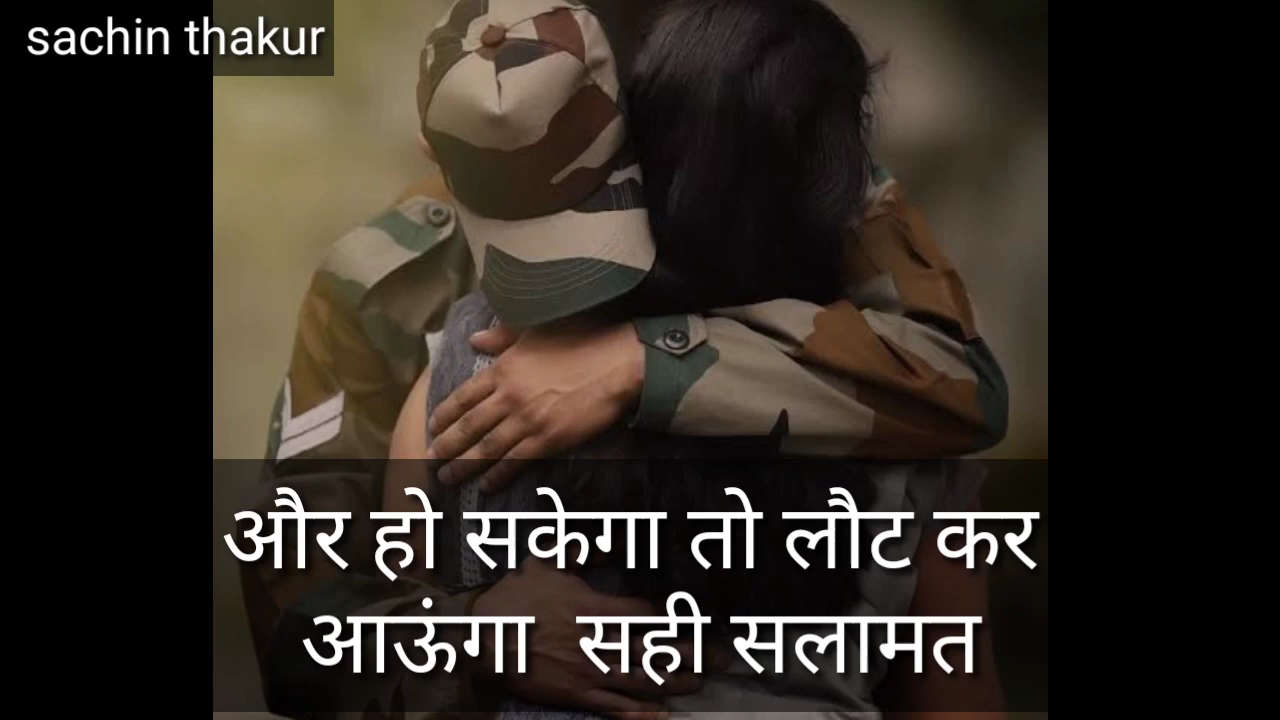 sachin thakur
और हो सकेगा तो लौट कर
आऊंगा सही सलामत